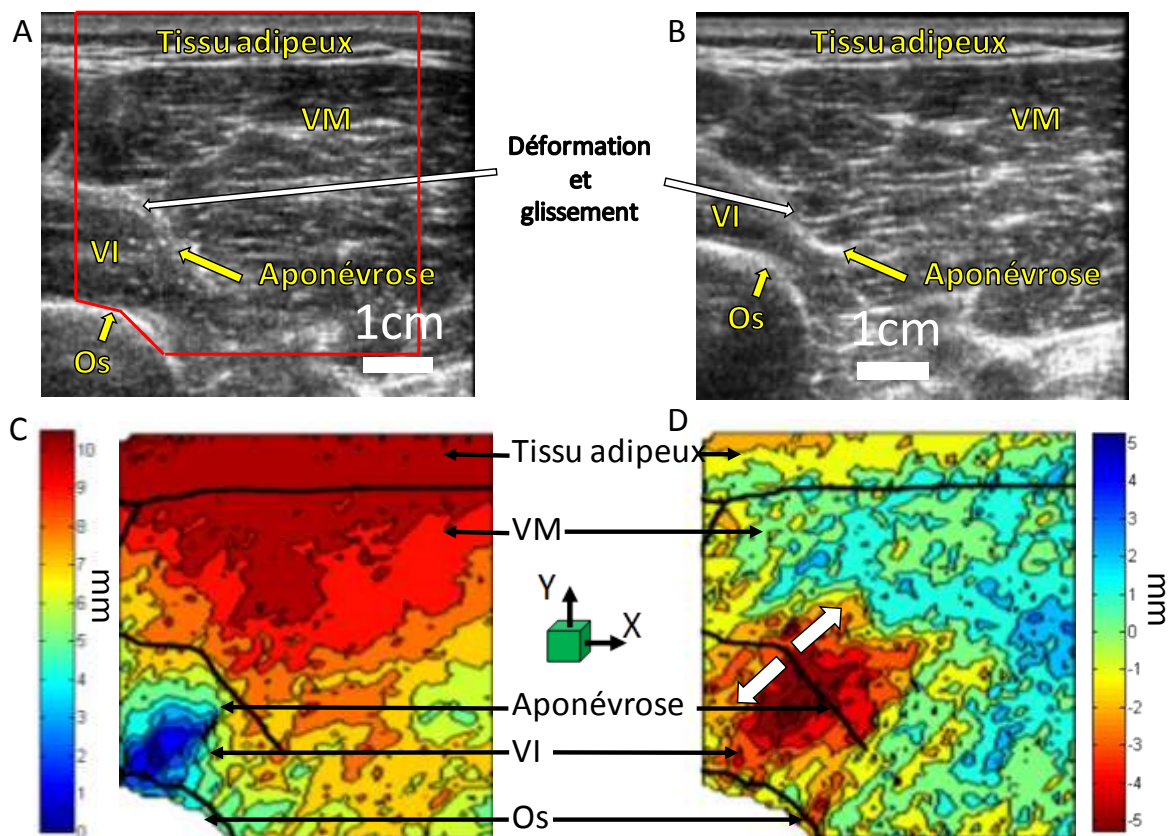 A
Tissu adipeux
VM
VI
Aponévrose
Os
1cm
Déformation
et
glissement
B
Tissu adipeux
VM
VI
Aponévrose
Os
1cm
C
10
9
8
7
6
5
4
3
2
1
0
mm
Tissu adipeux
VM
Y
X
Aponévrose
VI
Os
D
5
4
3
2
1
0
-1
-2
-3
-4
-5
mm